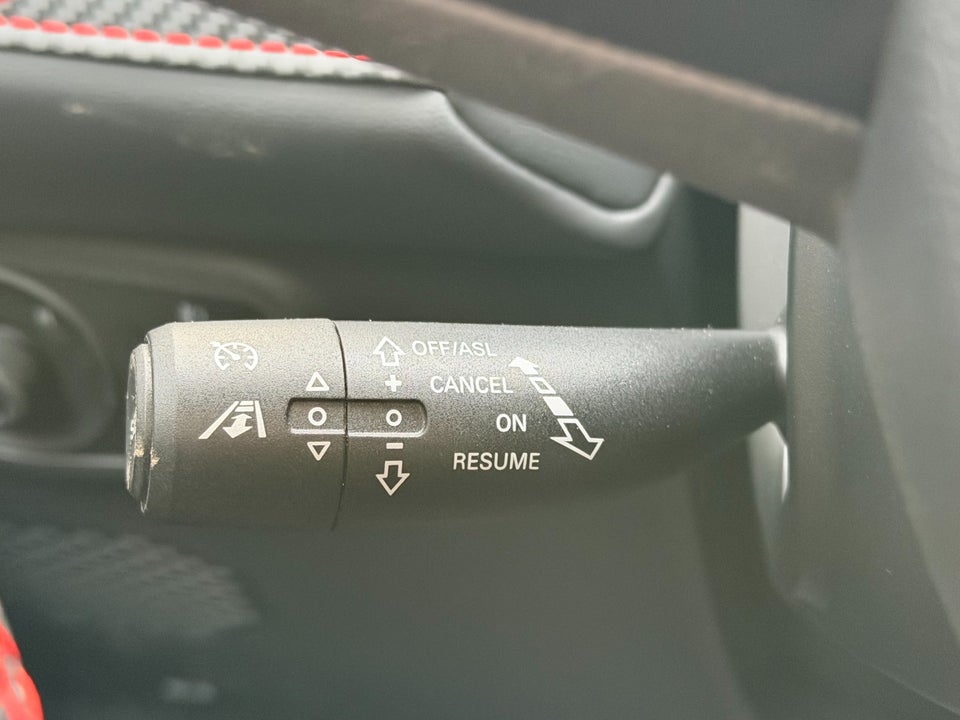 OFF/ASL
+
CANCEL
ON
–
RESUME